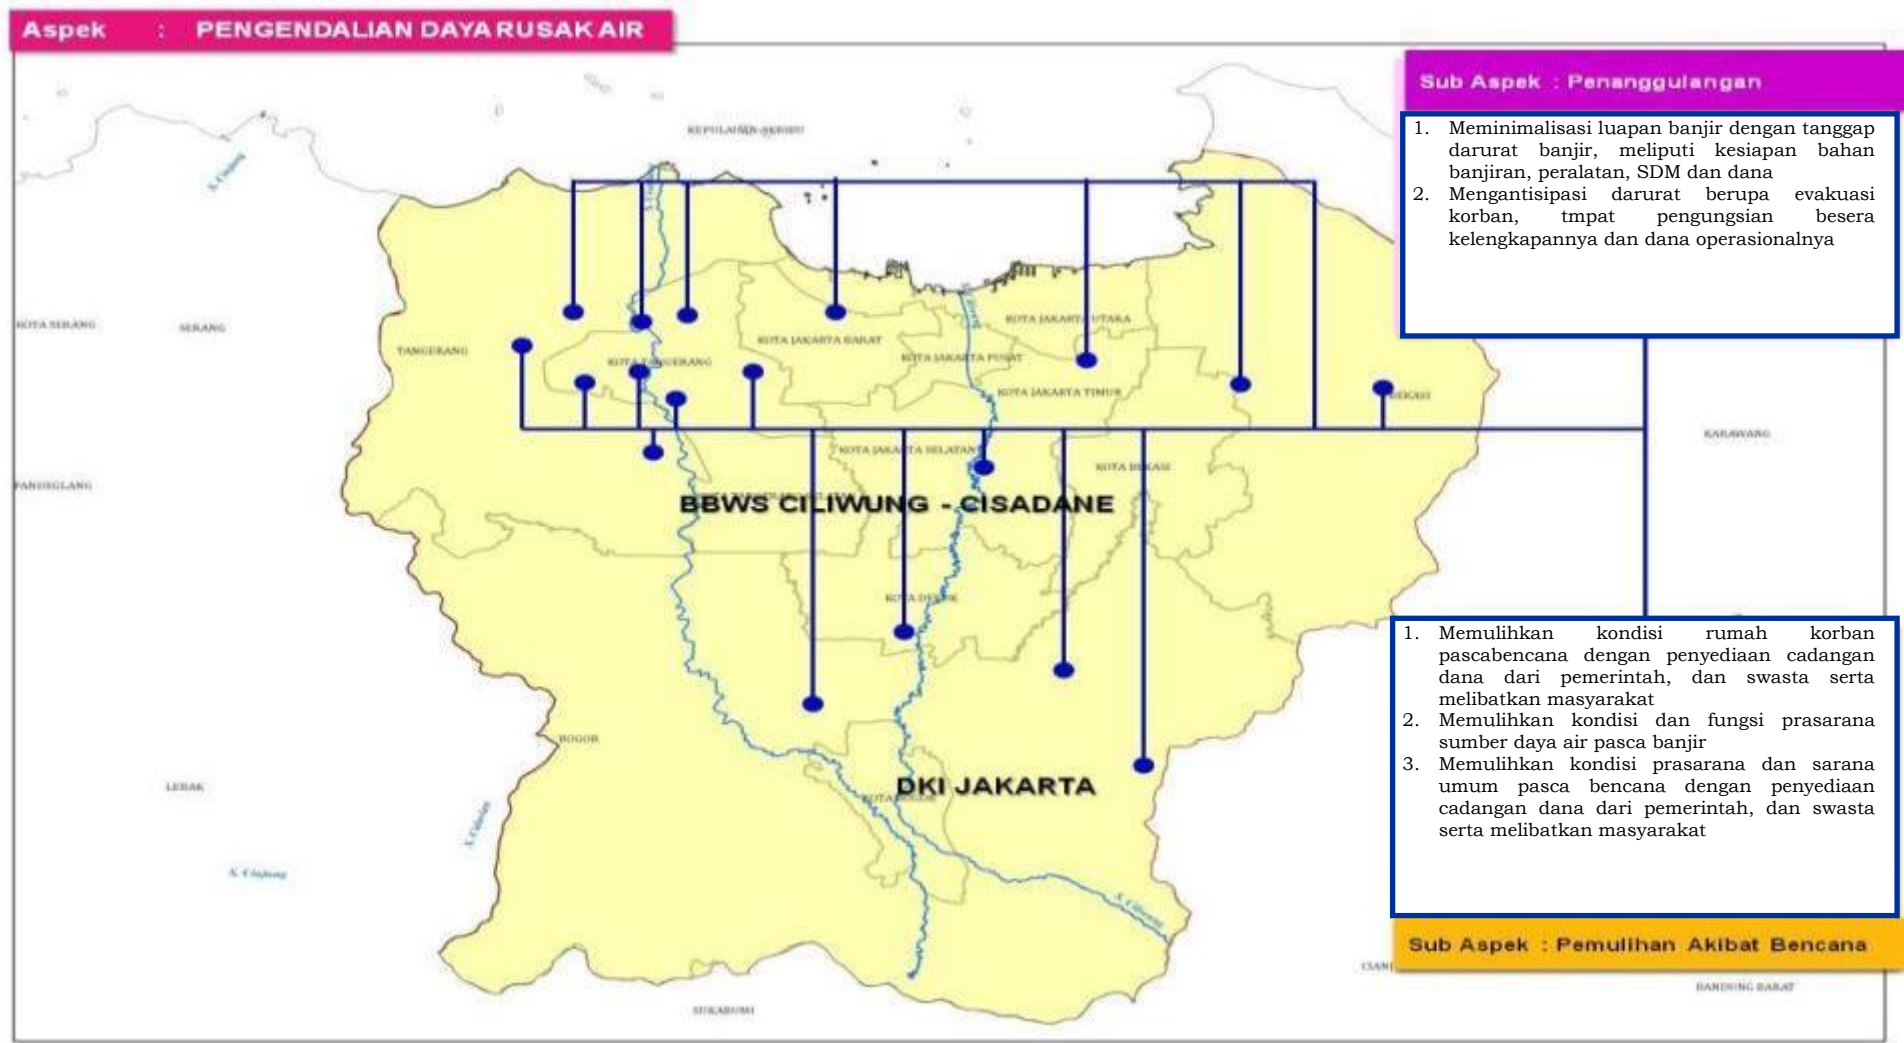 Aspek : PENGENDALIAN DAYA RUSAK AIR
Sub Aspek : Penanggulangan
1. Meminimalisasi luapan banjir dengan tanggap
darurat banjir, meliputi kesiapan bahan
banjiran, peralatan, SDM dan dana
2. Mengantisipasi darurat berupa evakuasi
korban, tmpat pengungsian besera
kelengkapannya dan dana operasionalnya
KOTA SERANG
SERANG
TANGERANG
KOTA TANGERANG
KOTA JAKARTA BARAT
KOTA JAKARTA UTARA
KOTA JAKARTA PUSAT
KOTA JAKARTA TIMUR
BEKASI
KARAWANG
KOTA JAKARTA SELATAN
KOTA BEKASI
PANDEGLANG
BBWS CILIWUNG - CISADANE
KOTA DEPOK
1. Memulihkan kondisi rumah korban
pascabencana dengan penyediaan cadangan
dana dari pemerintah, dan swasta serta
melibatkan masyarakat
2. Memulihkan kondisi dan fungsi prasarana
sumber daya air pasca banjir
3. Memulihkan kondisi prasarana dan sarana
umum pasca bencana dengan penyediaan
cadangan dana dari pemerintah, dan swasta
serta melibatkan masyarakat
BOGOR
LEBAK
DKI JAKARTA
KOTA BOGOR
Sub Aspek : Pemulihan Akibat Bencana
BANDUNG BARAT
SUKABUMI